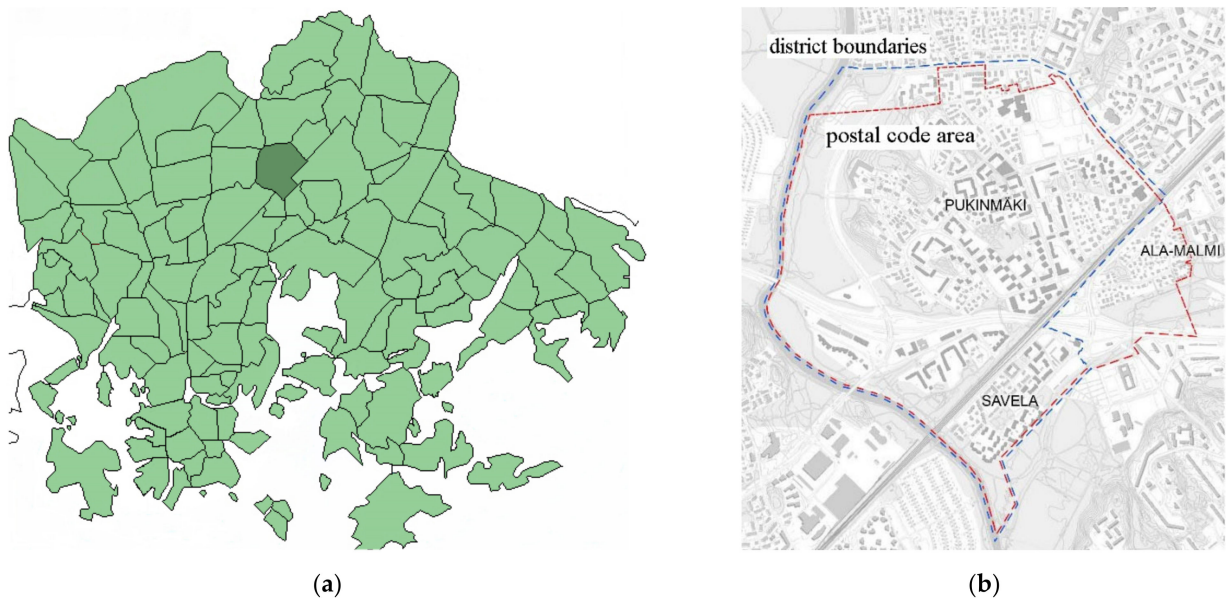 district boundaries
postal code area
PUKINMÄKI
ALA-MALMI
SAVELA
(a)
(b)